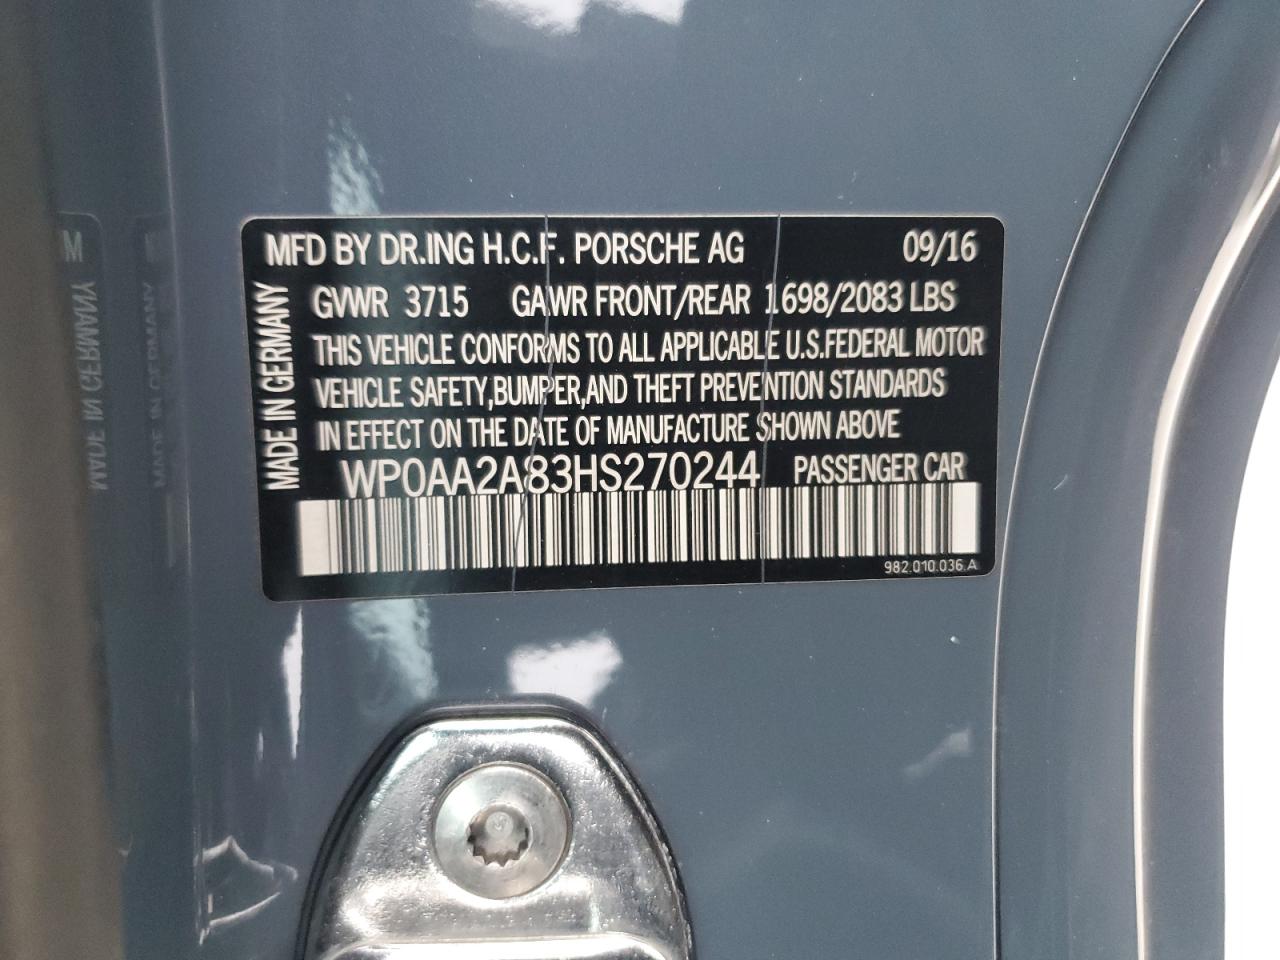 MFD BY DR.ING H.C.F. PORSCHE AG 09/16
GVWR 3715 GAWR FRONT/REAR 1698/2083 LBS
THIS VEHICLE CONFORMS TO ALL APPLICABLE U.S.FEDERAL MOTOR
VEHICLE SAFETY,BUMPER,AND THEFT PREVENTION STANDARDS
IN EFFECT ON THE DATE OF MANUFACTURE SHOWN ABOVE
WP0AA2A83HS270244 PASSENGER CAR
982.010.036.A
MADE IN GERMANY